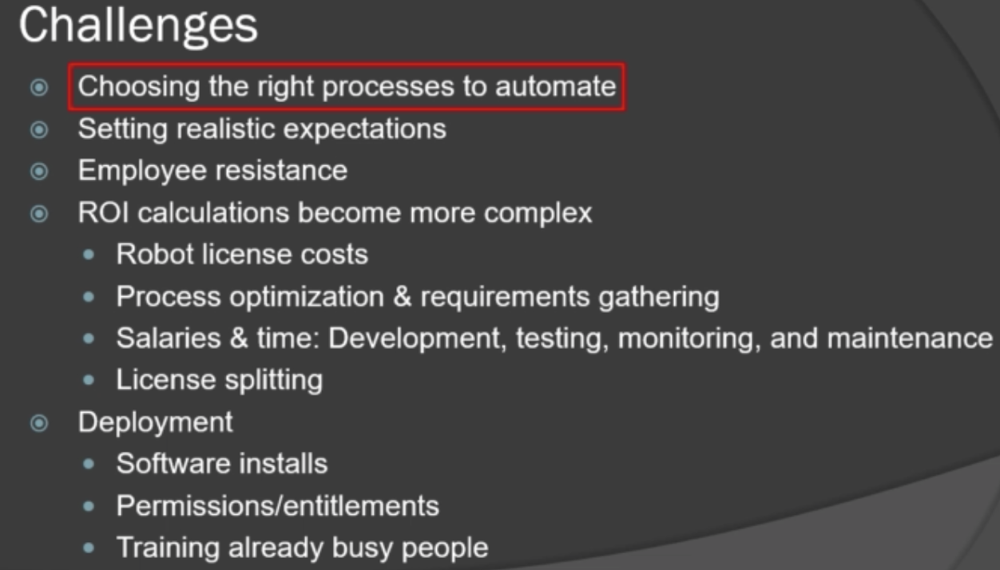 Challenges
Choosing the right processes to automate
Setting realistic expectations
Employee resistance
ROI calculations become more complex
Robot license costs
Process optimization & requirements gathering
Salaries & time: Development, testing, monitoring, and maintenance
License splitting
Deployment
Software installs
Permissions/entitlements
Training already busy people